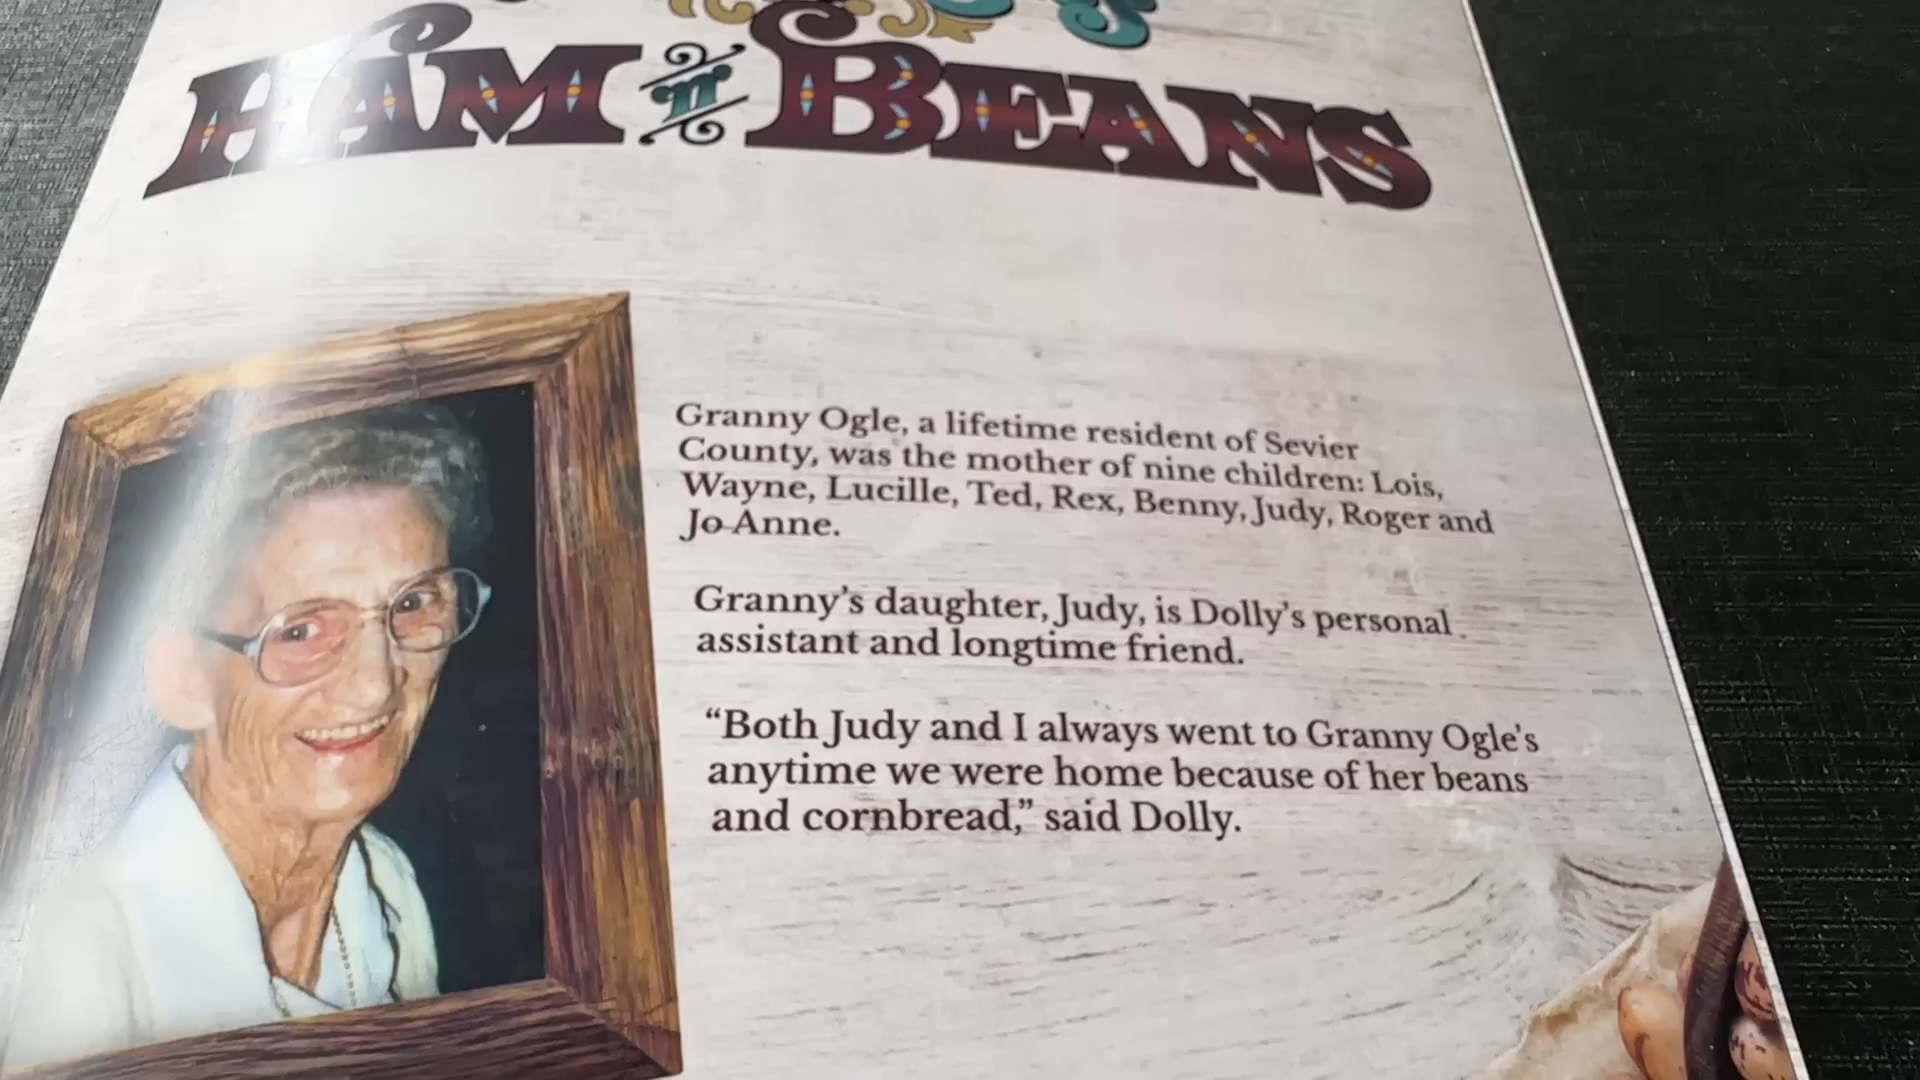 HAM 'n' BEANS
Granny Ogle, a lifetime resident of Sevier
County, was the mother of nine children: Lois,
Wayne, Lucille, Ted, Rex, Benny, Judy, Roger and
Jo Anne.
Granny's daughter, Judy, is Dolly's personal
assistant and longtime friend.
“Both Judy and I always went to Granny Ogle's
anytime we were home because of her beans
and cornbread,” said Dolly.